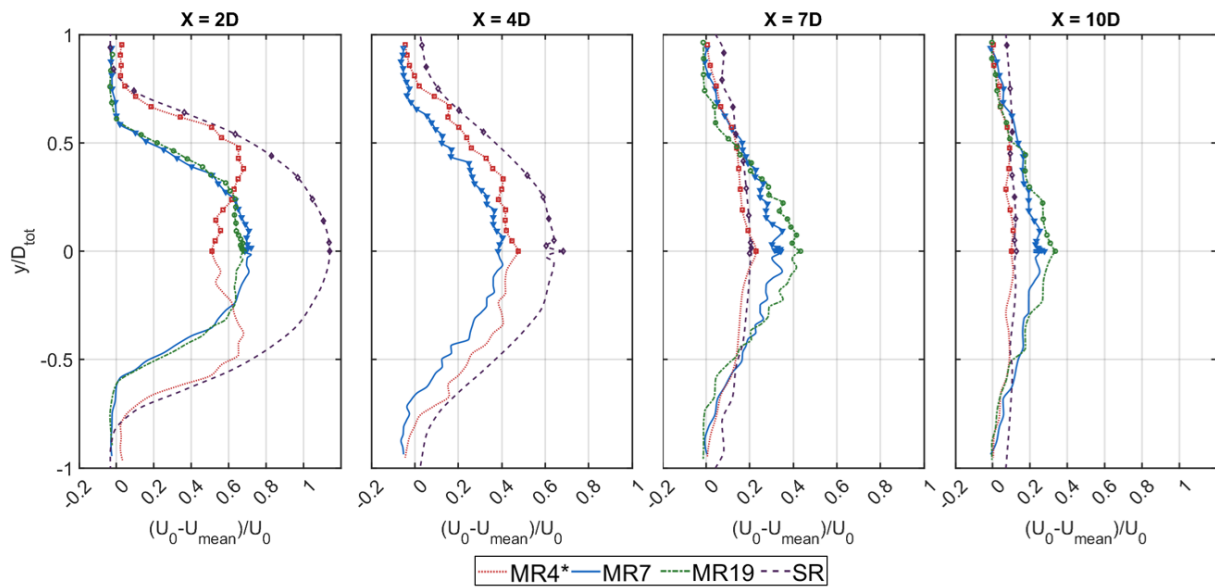 X = 2D
X = 4D
X = 7D
X = 10D
y/D_tot
1
0.5
0
-0.5
-1
-0.2 0 0.2 0.4 0.6 0.8 1
-0.2 0 0.2 0.4 0.6 0.8 1
-0.2 0 0.2 0.4 0.6 0.8 1
-0.2 0 0.2 0.4 0.6 0.8 1
(U_0-U_mean)/U_0
(U_0-U_mean)/U_0
(U_0-U_mean)/U_0
(U_0-U_mean)/U_0
MR4* MR7 MR19 SR